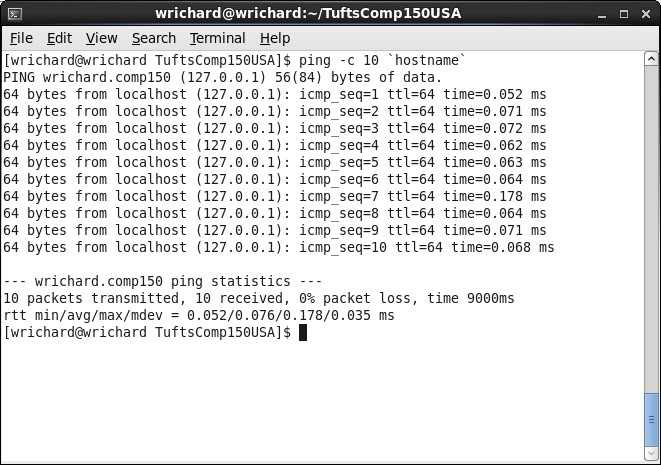 wrichard@wrichard:~/TuftsComp150USA
File Edit View Search Terminal Help
[wrichard@wrichard TuftsComp150USA]$ ping -c 10 `hostname`
PING wrichard.comp150 (127.0.0.1) 56(84) bytes of data.
64 bytes from localhost (127.0.0.1): icmp_seq=1 ttl=64 time=0.052 ms
64 bytes from localhost (127.0.0.1): icmp_seq=2 ttl=64 time=0.071 ms
64 bytes from localhost (127.0.0.1): icmp_seq=3 ttl=64 time=0.072 ms
64 bytes from localhost (127.0.0.1): icmp_seq=4 ttl=64 time=0.062 ms
64 bytes from localhost (127.0.0.1): icmp_seq=5 ttl=64 time=0.063 ms
64 bytes from localhost (127.0.0.1): icmp_seq=6 ttl=64 time=0.064 ms
64 bytes from localhost (127.0.0.1): icmp_seq=7 ttl=64 time=0.178 ms
64 bytes from localhost (127.0.0.1): icmp_seq=8 ttl=64 time=0.064 ms
64 bytes from localhost (127.0.0.1): icmp_seq=9 ttl=64 time=0.071 ms
64 bytes from localhost (127.0.0.1): icmp_seq=10 ttl=64 time=0.068 ms
--- wrichard.comp150 ping statistics ---
10 packets transmitted, 10 received, 0% packet loss, time 9000ms
rtt min/avg/max/mdev = 0.052/0.076/0.178/0.035 ms
[wrichard@wrichard TuftsComp150USA]$